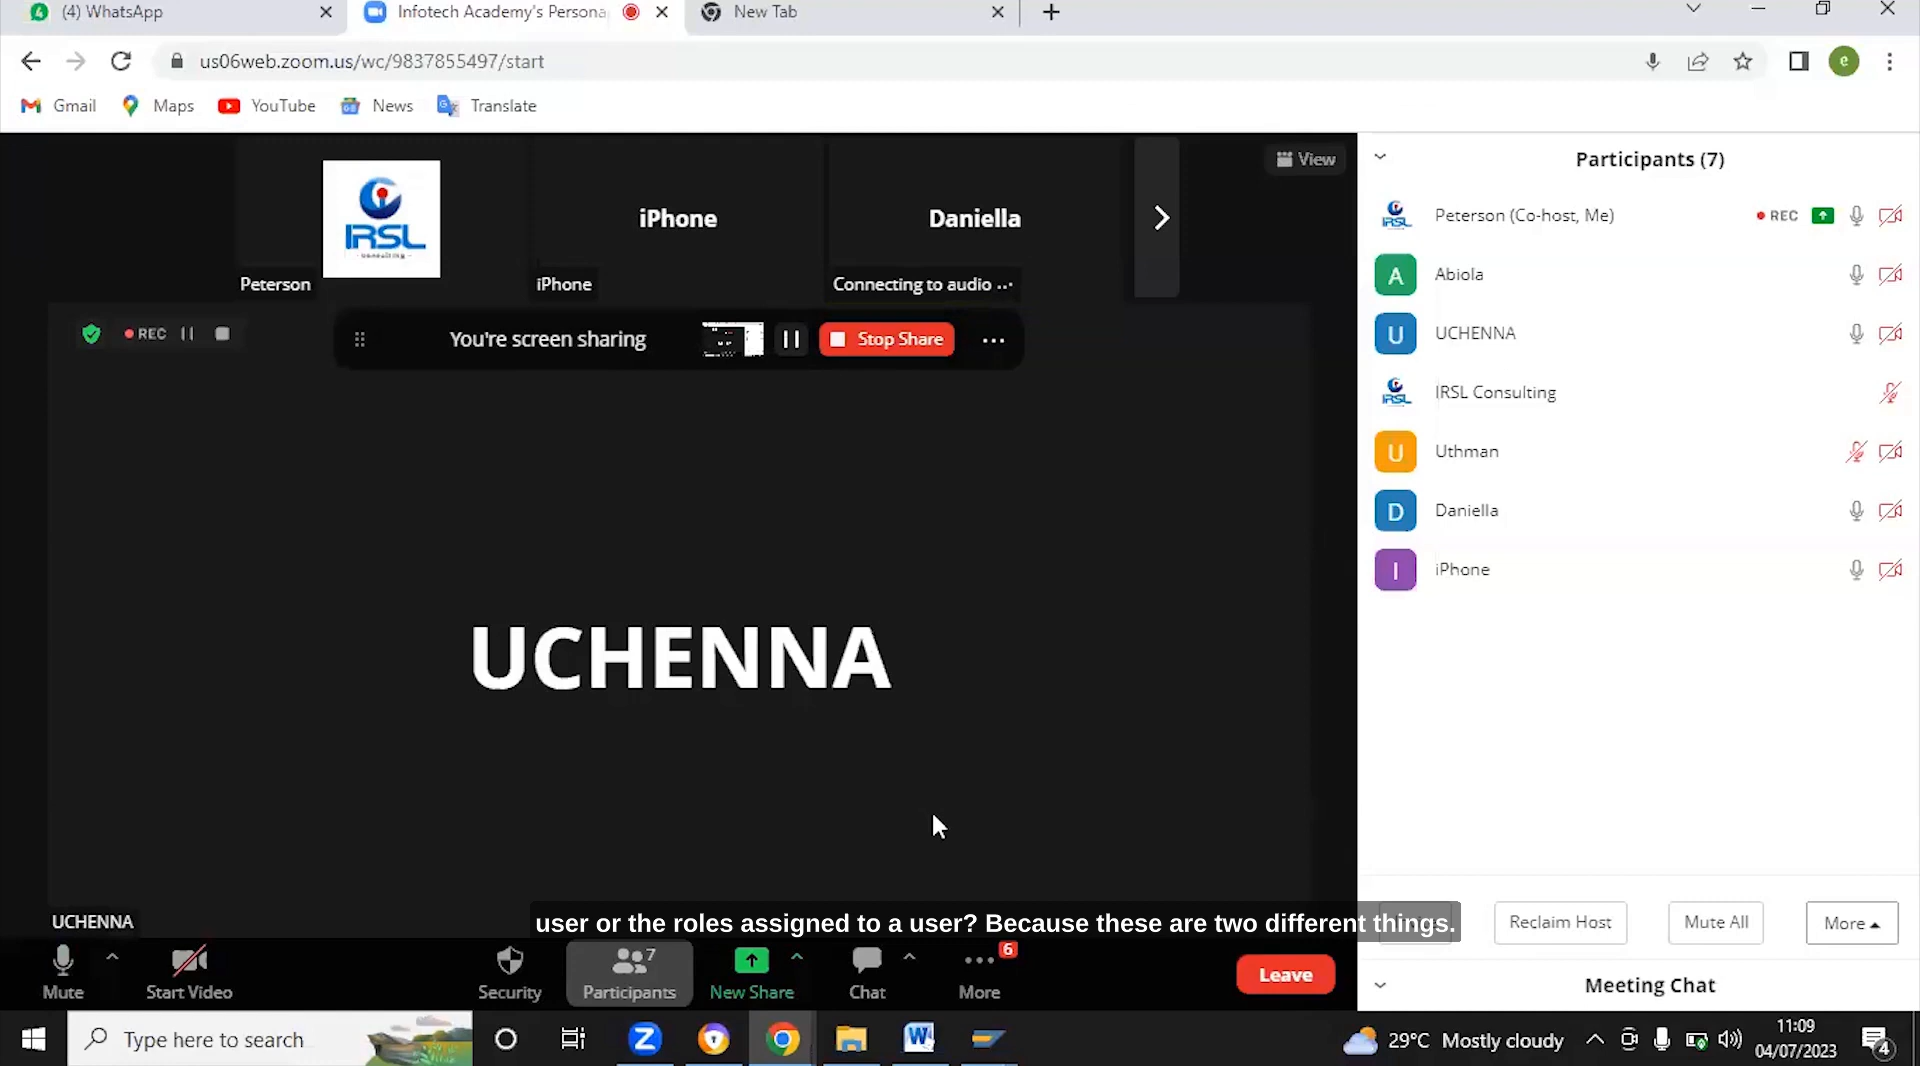 4 (4) WhatsApp
Infotech Academy's Persona
New Tab
us06web.zoom.us/wc/9837855497/start
e
Gmail
Maps
YouTube
News
Translate
IRSL
consulting
Peterson
iPhone
iPhone
Daniella
Connecting to audio ...
View
REC
You're screen sharing
Stop Share
UCHENNA
UCHENNA
user or the roles assigned to a user? Because these are two different things.
Participants (7)
IRSL Peterson (Co-host, Me) REC
A Abiola
U UCHENNA
IRSL IRSL Consulting
U Uthman
D Daniella
I iPhone
Reclaim Host
Mute All
More
Meeting Chat
Mute
Start Video
Security
7
Participants
New Share
Chat
6
More
Leave
Type here to search
Z
W
29°C Mostly cloudy
11:09
04/07/2023
4